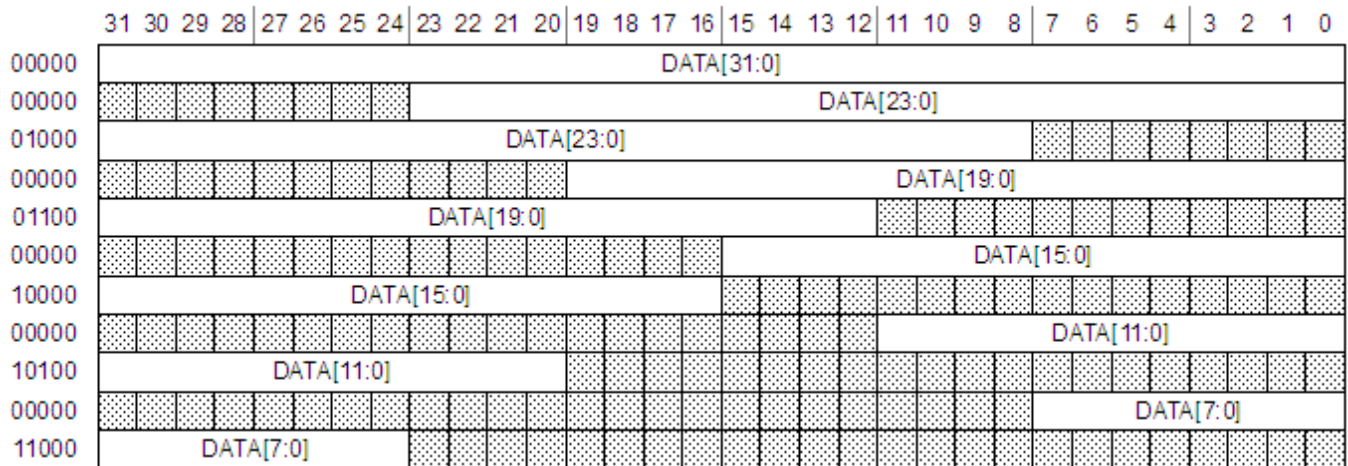 31 30 29 28 27 26 25 24 23 22 21 20 19 18 17 16 15 14 13 12 11 10 9 8 7 6 5 4 3 2 1 0
00000 DATA[31:0]
00000 DATA[23:0]
01000 DATA[23:0]
00000 DATA[19:0]
01100 DATA[19:0]
00000 DATA[15:0]
10000 DATA[15:0]
00000 DATA[11:0]
10100 DATA[11:0]
00000 DATA[7:0]
11000 DATA[7:0]